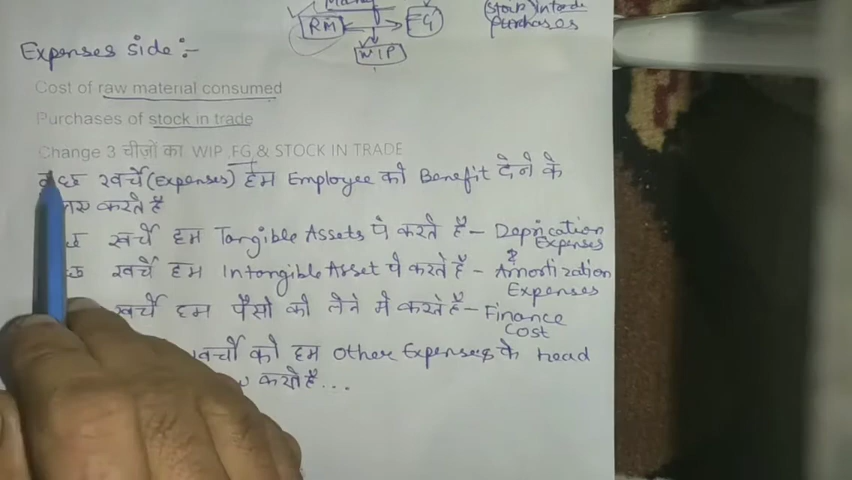 RM FG
WIP
(stock in trade
purchases
Expenses side :-
Cost of raw material consumed
Purchases of stock in trade
Change 3 चीज़ों का WIP ,FG & STOCK IN TRADE
खर्चे (Expenses) हम Employee को Benefit देने के
करते है
खर्चे हम Tangible Assets पे करते है - Deprication Expenses
खर्चे हम Intangible Asset पे करते है - & Amortization Expenses
खर्चे हम पैसो को लेने मे करते है - Finance Cost
खर्चो को हम other Expenses के head
करते है...